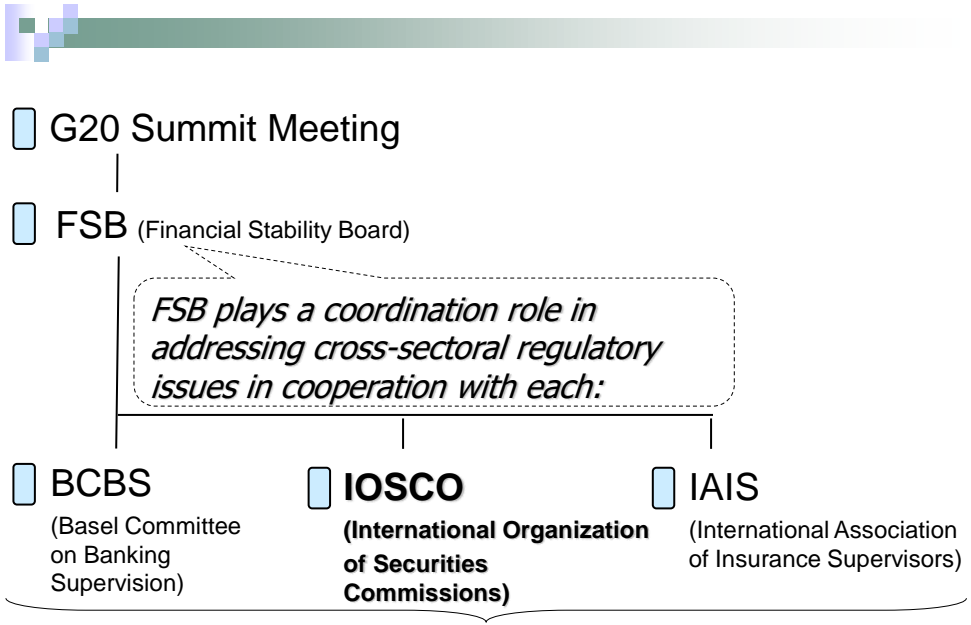 G20 Summit Meeting
FSB (Financial Stability Board)
FSB plays a coordination role in
addressing cross-sectoral regulatory
issues in cooperation with each:
BCBS
(Basel Committee
on Banking
Supervision)
IOSCO
(International Organization
of Securities
Commissions)
IAIS
(International Association
of Insurance Supervisors)